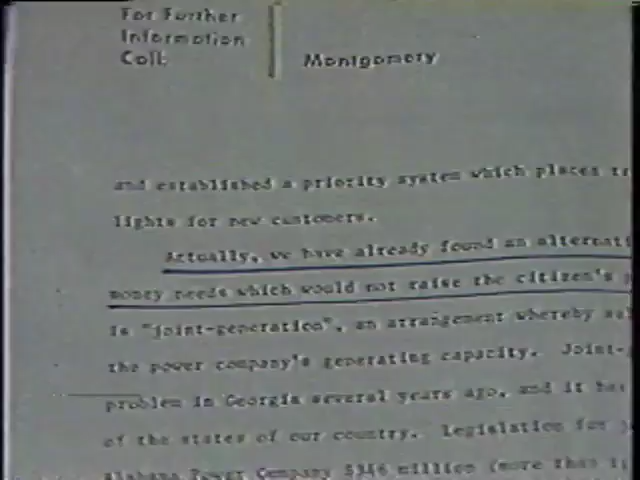 For Further
Information
Call:
Montgomery
and established a priority system which places
lights for new customers.
Actually, we have already found an
money needs which would not raise the citizen's
is "joint-generation", an arrangement whereby
the power company's generating capacity. Joint-
problem in Georgia several years ago, and it
of the states of our country. Legislation for
Alabama Power Company $346 million (more than